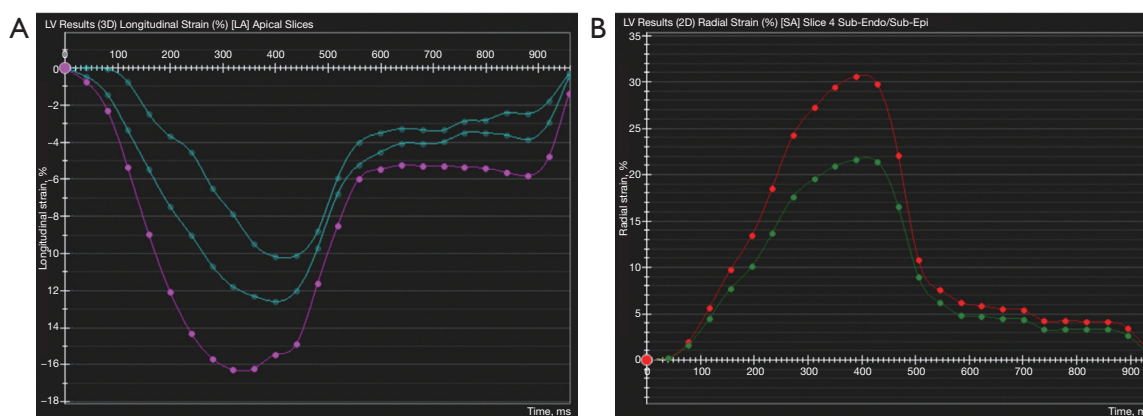 A
LV Results (3D) Longitudinal Strain (%) [LA] Apical Slices
0 100 200 300 400 500 600 700 800 900
0
−2
−4
−6
−8
10
−12
−14
−16
−18
Longitudinal strain, %
Time, ms
B
LV Results (2D) Radial Strain (%) [SA] Slice 4 Sub-Endo/Sub-Epi
35
30
25
20
15
10
5
0
Radial strain, %
0 100 200 300 400 500 600 700 800 900
Time, ms